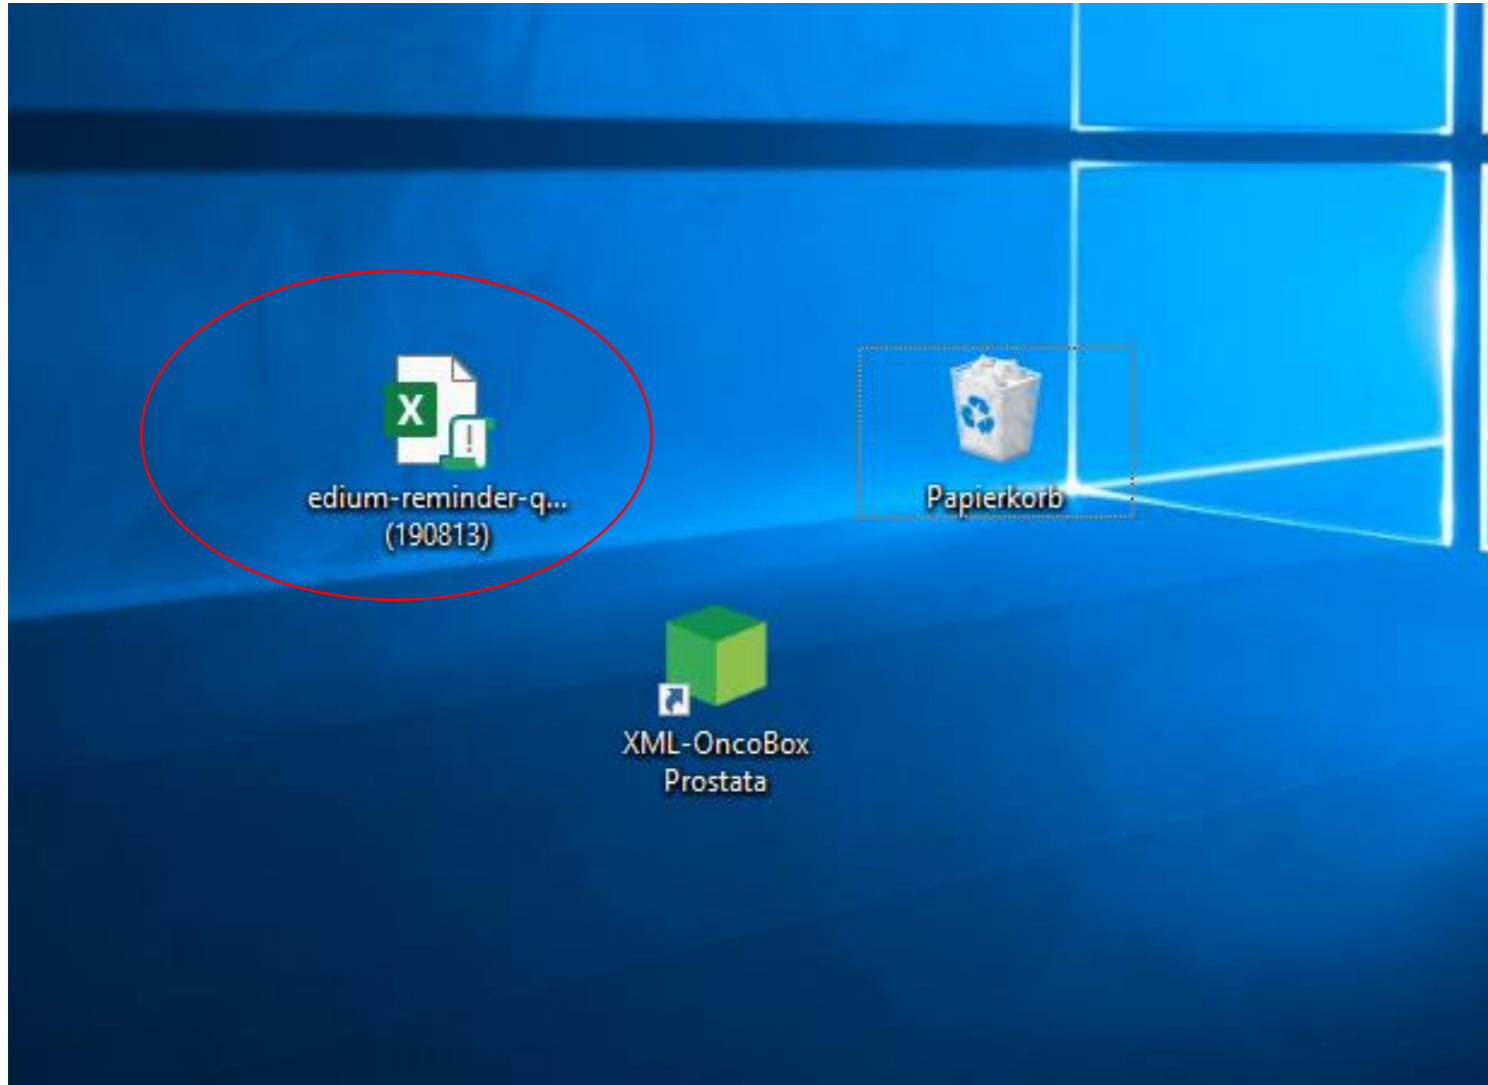 X
edium-reminder-q...
(190813)
Papierkorb
XML-OncoBox
Prostata